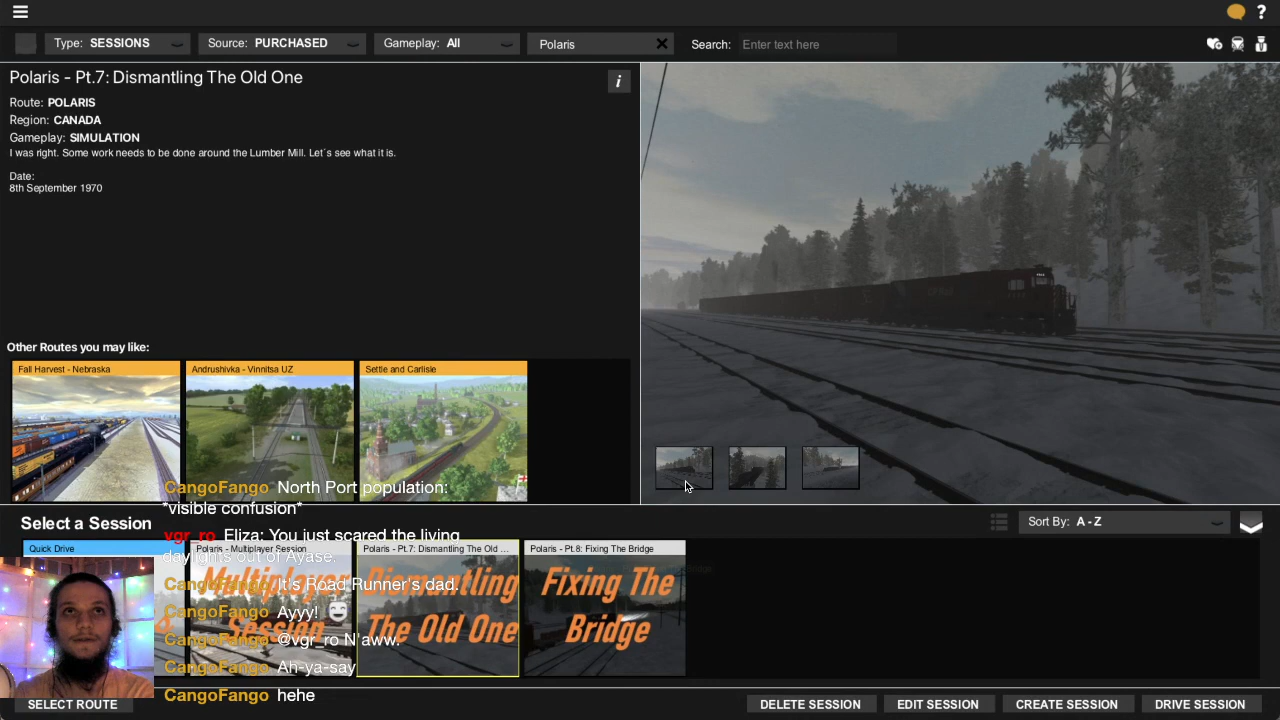 ?
Type: SESSIONS
Source: PURCHASED
Gameplay: All
Polaris
Search: Enter text here
Polaris - Pt.7: Dismantling The Old One
i
Route: POLARIS
Region: CANADA
Gameplay: SIMULATION
I was right. Some work needs to be done around the Lumber Mill. Let´s see what it is.
Date:
8th September 1970
Other Routes you may like:
Fall Harvest - Nebraska
Andrushivka - Vinnitsa UZ
Settle and Carlisle
CangoFango North Port population:
*visible confusion*
vgr_ro Eliza: You just scared the living
daylights out of Ayase.
CangoFango It's Road Runner's dad.
CangoFango Ayyy!
CangoFango @vgr_ro N'aww.
CangoFango Ah-ya-say
CangoFango hehe
Select a Session
Sort By: A - Z
Quick Drive
Polaris - Multiplayer Session
Multiplayer
Session
Polaris - Pt.7: Dismantling The Old ...
Dismantling
The Old One
Polaris - Pt.8: Fixing The Bridge
Fixing The
Bridge
SELECT ROUTE
DELETE SESSION
EDIT SESSION
CREATE SESSION
DRIVE SESSION